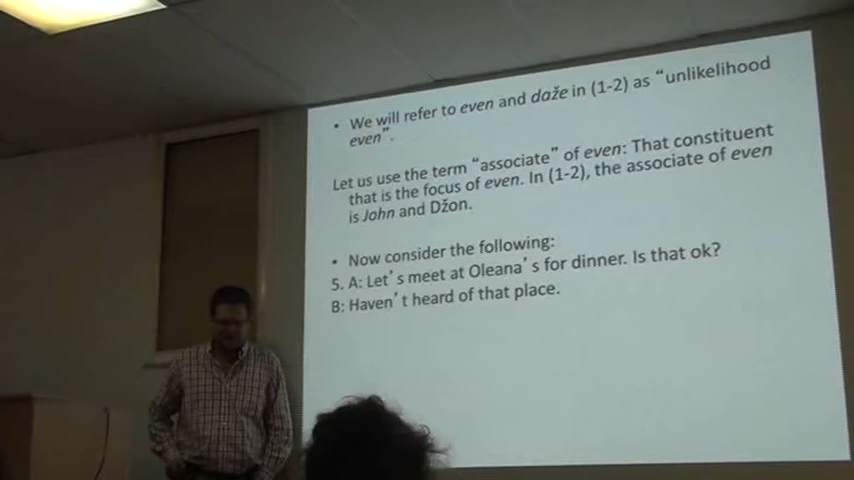 • We will refer to even and daže in (1-2) as “unlikelihood
even”.
Let us use the term “associate” of even: That constituent
that is the focus of even. In (1-2), the associate of even
is John and Džon.
• Now consider the following:
5. A: Let’s meet at Oleana’s for dinner. Is that ok?
B: Haven’t heard of that place.